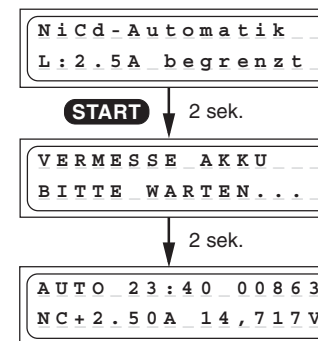 NiCd-Automatik
L:2.5A begrenzt
START 2 sek.
VERMESSE AKKU
BITTE WARTEN...
2 sek.
AUTO 23:40 00863
NC+2.50A 14,717V